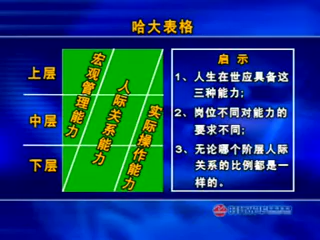 哈大表格
上层
中层
下层
宏观管理能力
人际关系能力
实际操作能力
启 示
1、人生在世应具备这
三种能力;
2、岗位不同对能力的
要求不同;
3、无论哪个阶层人际
关系的比例都是一
样的。